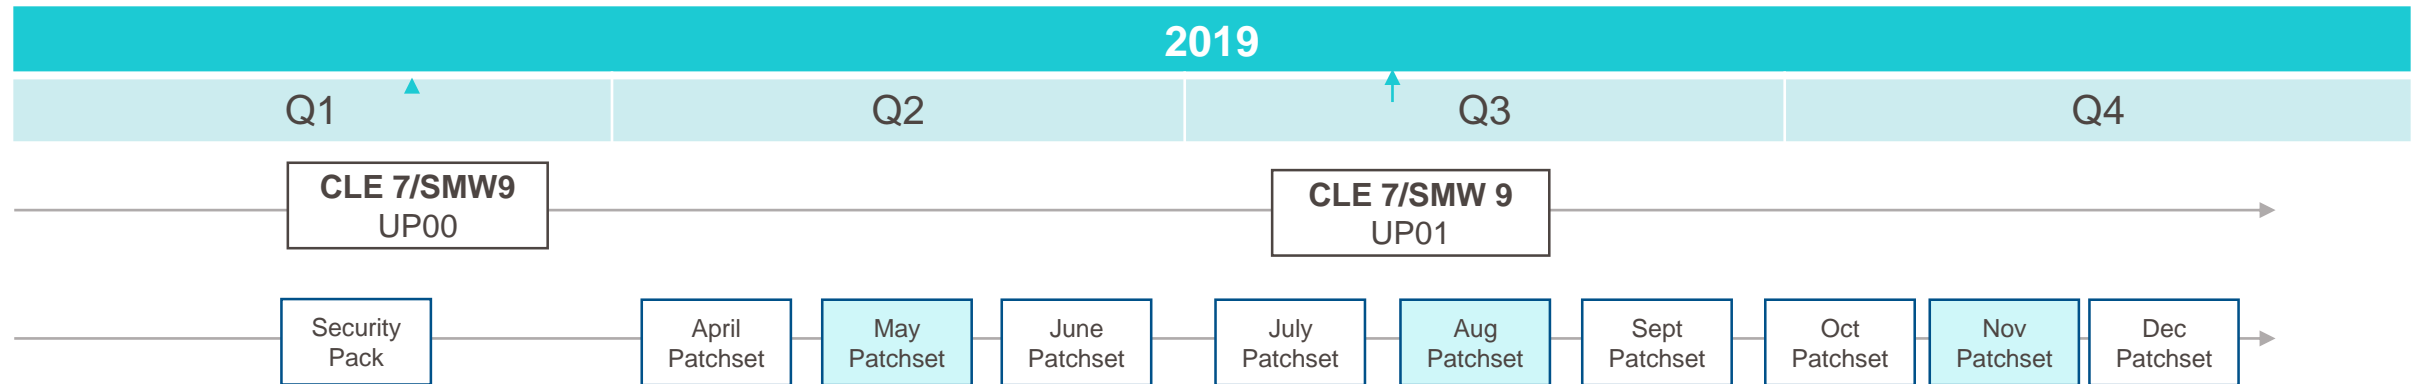 2019
Q1
Q2
Q3
Q4
CLE 7/SMW9
UP00
CLE 7/SMW 9
UP01
Security
Pack
April
Patchset
May
Patchset
June
Patchset
July
Patchset
Aug
Patchset
Sept
Patchset
Oct
Patchset
Nov
Patchset
Dec
Patchset